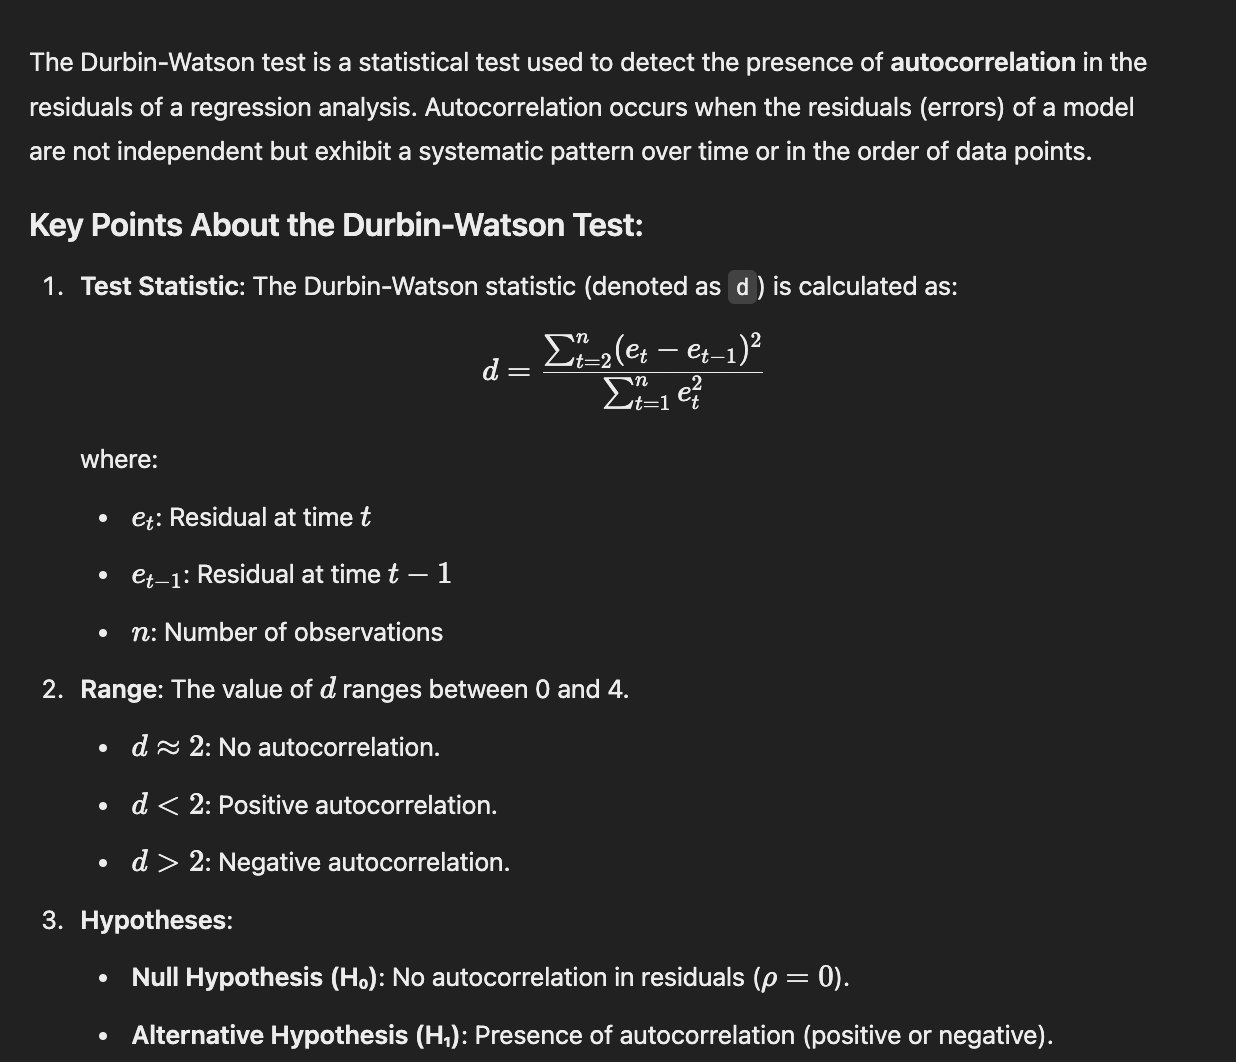 The Durbin-Watson test is a statistical test used to detect the presence of autocorrelation in the
residuals of a regression analysis. Autocorrelation occurs when the residuals (errors) of a model
are not independent but exhibit a systematic pattern over time or in the order of data points.
Key Points About the Durbin-Watson Test:
1. Test Statistic: The Durbin-Watson statistic (denoted as d) is calculated as:
d = \frac{\sum_{t=2}^{n}(e_t − e_{t−1})^2}{\sum_{t=1}^{n} e_t^2}
where:
• e_t: Residual at time t
• e_{t−1}: Residual at time t − 1
• n: Number of observations
2. Range: The value of d ranges between 0 and 4.
• d ≈ 2: No autocorrelation.
• d < 2: Positive autocorrelation.
• d > 2: Negative autocorrelation.
3. Hypotheses:
• Null Hypothesis (H₀): No autocorrelation in residuals (ρ = 0).
• Alternative Hypothesis (H₁): Presence of autocorrelation (positive or negative).